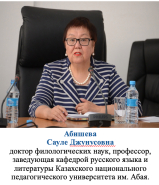 Абишева
Сауле Джунусовна
доктор филологических наук, профессор,
заведующая кафедрой русского языка и
литературы Казахского национального
педагогического университета им. Абая.